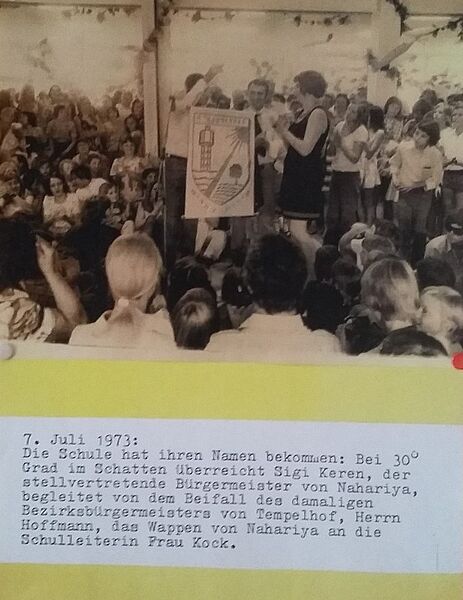 7. Juli 1973:
Die Schule hat ihren Namen bekommen: Bei 30°
Grad im Schatten überreicht Sigi Keren, der
stellvertretende Bürgermeister von Nahariya,
begleitet von dem Beifall des damaligen
Bezirksbürgermeisters von Tempelhof, Herrn
Hoffmann, das Wappen von Nahariya an die
Schulleiterin Frau Kock.